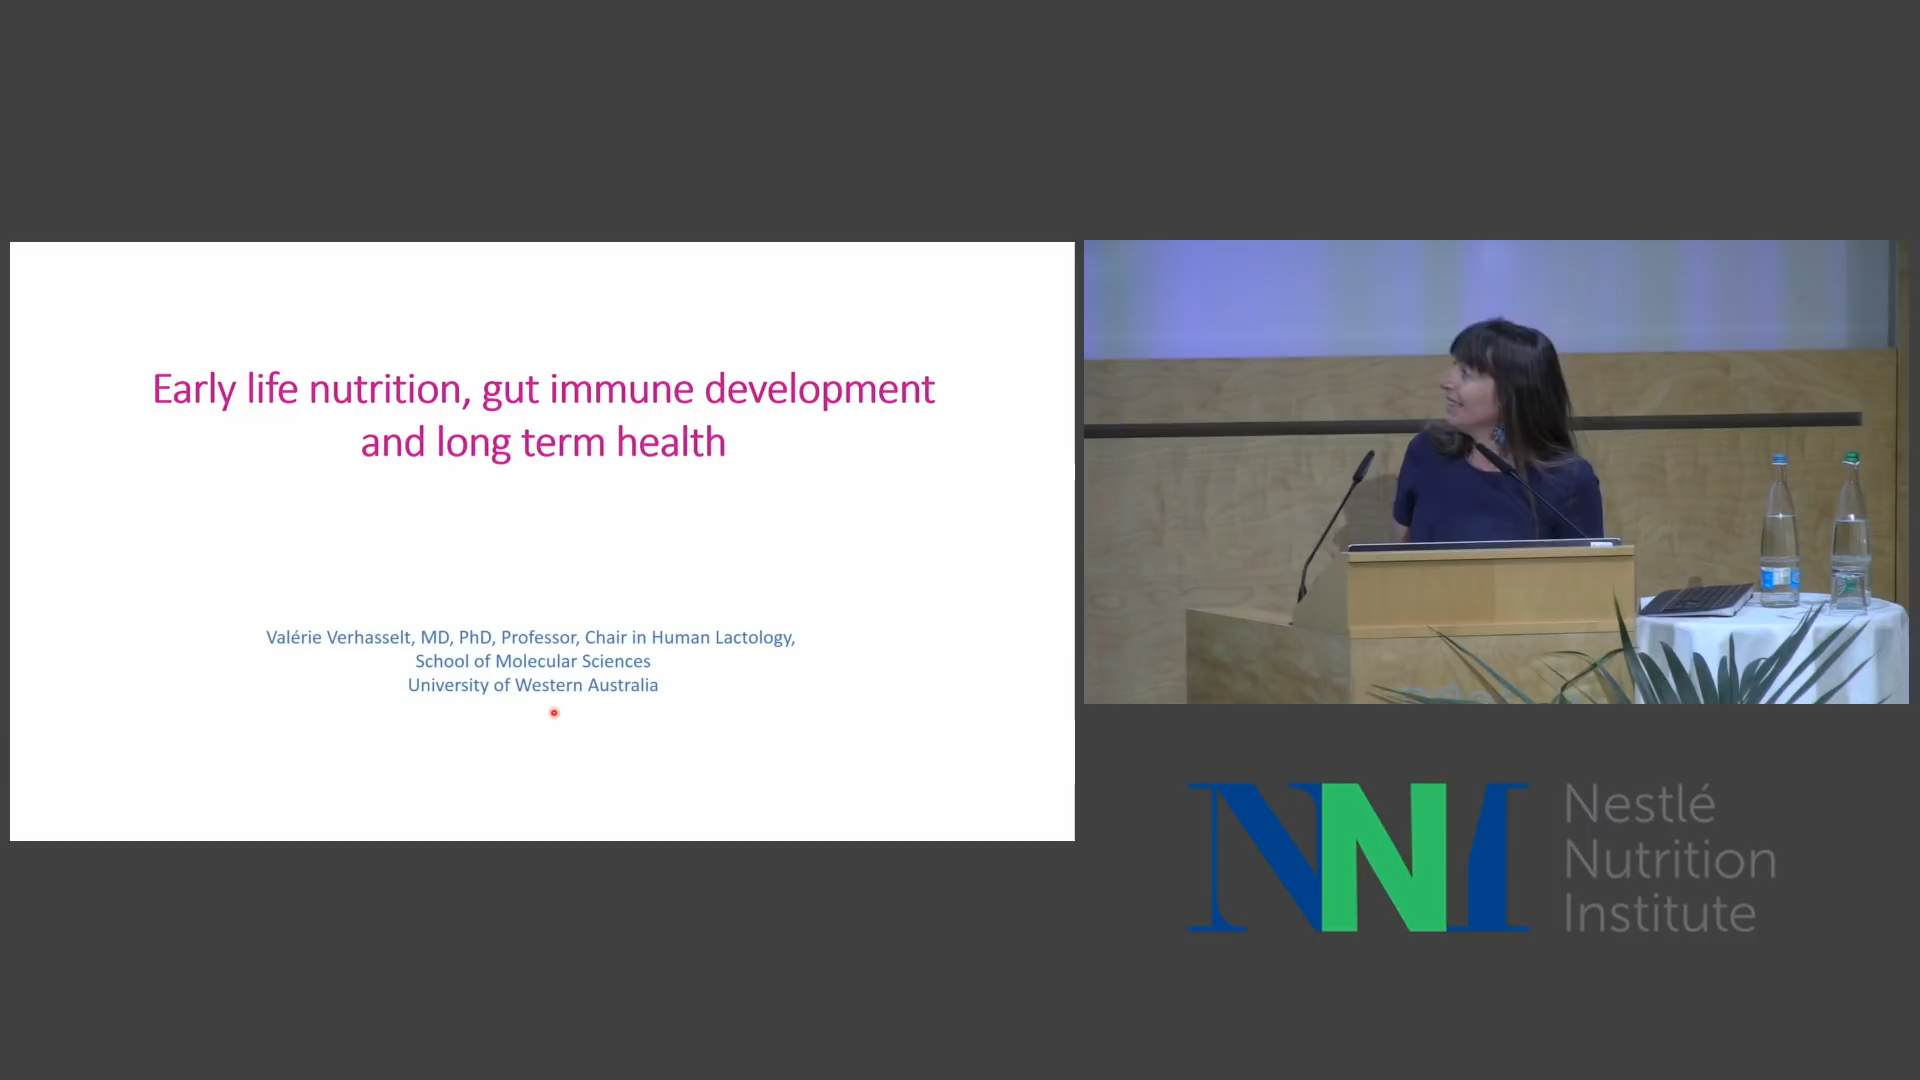 Early life nutrition, gut immune development
and long term health
Valérie Verhasselt, MD, PhD, Professor, Chair in Human Lactology,
School of Molecular Sciences
University of Western Australia
NNI
Nestlé
Nutrition
Institute